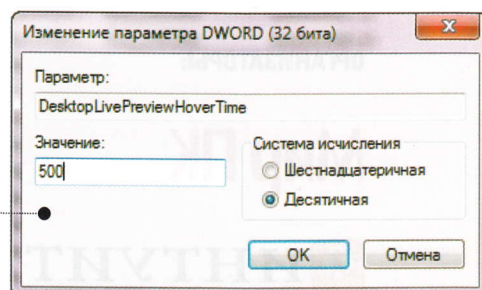 Изменение параметра DWORD (32 бита)
Параметр:
DesktopLivePreviewHoverTime
Значение:
500
Система исчисления
Шестнадцатеричная
Десятичная
OK
Отмена